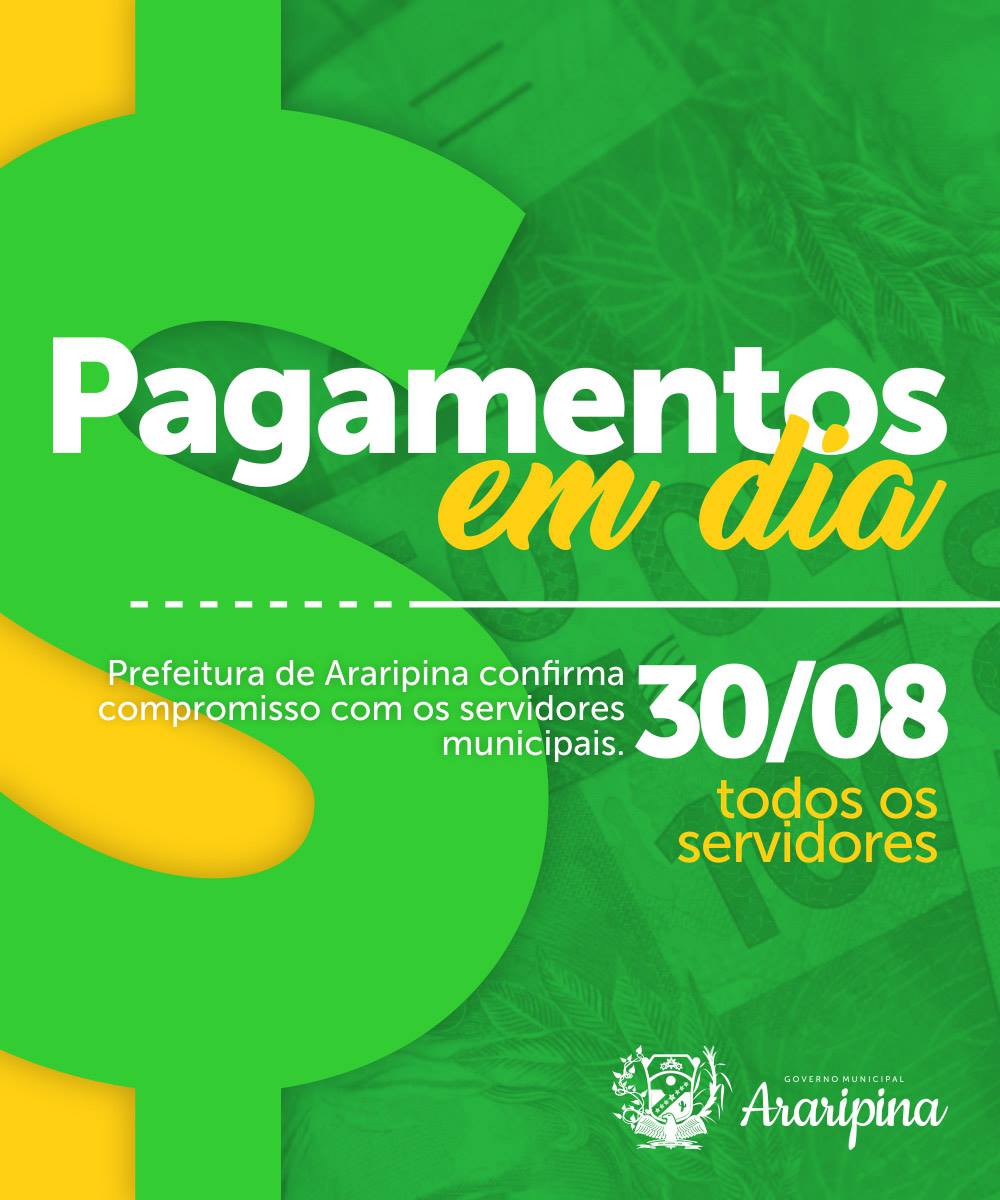 Pagamentos
em dia
Prefeitura de Araripina confirma
compromisso com os servidores
municipais.
30/08
todos os
servidores
GOVERNO MUNICIPAL
Araripina